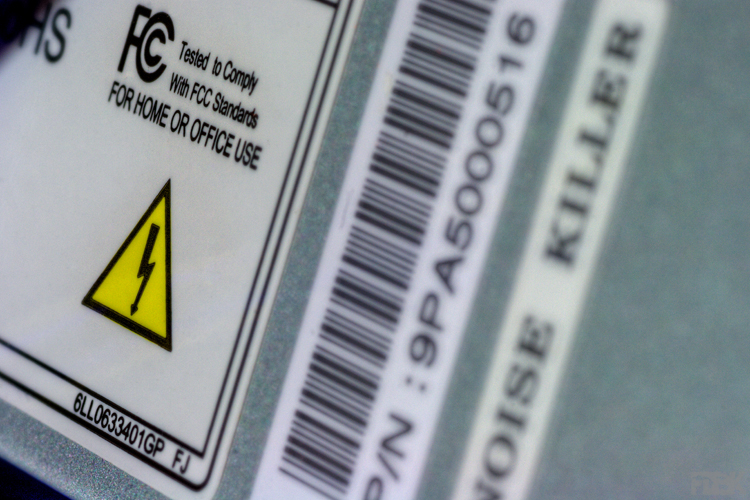 HS
FC
Tested to Comply
With FCC Standards
FOR HOME OR OFFICE USE
6LL0633401GP FJ
P/N :9PA5000516
NOISE KILLER